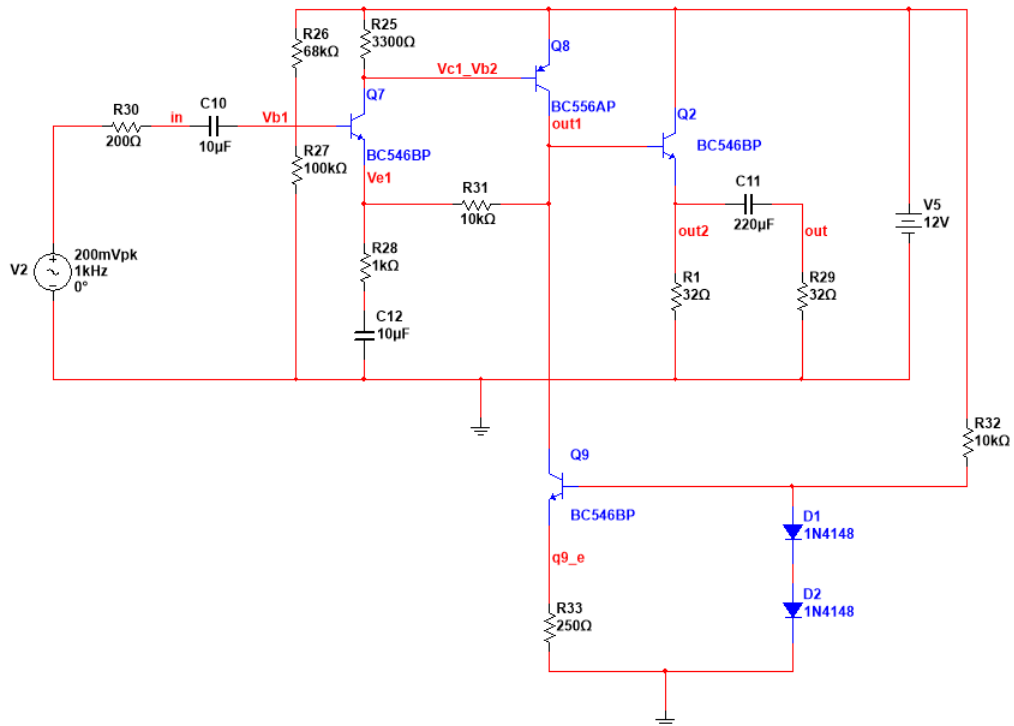 R26
68kΩ
R25
3300Ω
Q8
Vc1_Vb2
Q7
BC556AP
R30
200Ω
in
C10
10µF
Vb1
out1
Q2
BC546BP
R27
100kΩ
BC546BP
Ve1
R31
10kΩ
C11
220µF
V5
12V
out2
out
R28
1kΩ
V2
200mVpk
1kHz
0°
R1
32Ω
R29
32Ω
C12
10µF
R32
10kΩ
Q9
BC546BP
D1
1N4148
q9_e
D2
1N4148
R33
250Ω